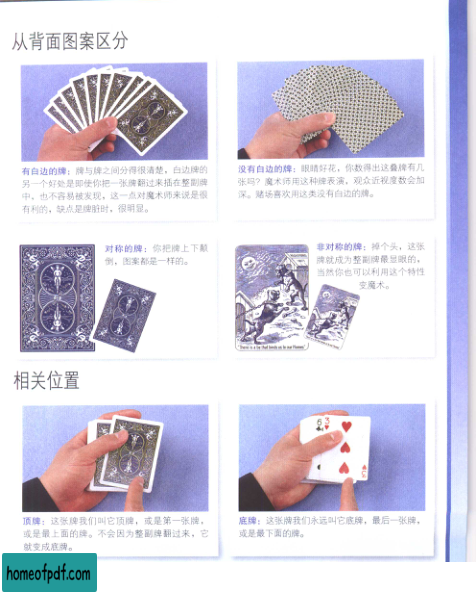 从背面图案区分
有白边的牌：牌与牌之间分得很清楚，白边牌的
另一个好处是即使你把一张牌翻过来插在整副牌
中，也不容易被发现，这一点对魔术师来说是很
有利的，缺点是牌脏时，很明显。
没有白边的牌：眼睛好花，你数得出这叠牌有几
张吗？魔术师用这种牌表演，观众近视度数会加
深。赌场喜欢用这类没有白边的牌。
对称的牌：你把牌上下颠
倒，图案都是一样的。
非对称的牌：掉个头，这张
牌就成为整副牌最显眼的。
当然你也可以利用这个特性
变魔术。
相关位置
顶牌：这张牌我们叫它顶牌，或是第一张牌，
或是最上面的牌。不会因为整副牌翻过来，它
就变成底牌。
底牌：这张牌我们永远叫它底牌，最后一张牌，
或是最下面的牌。
homeofpdf.com